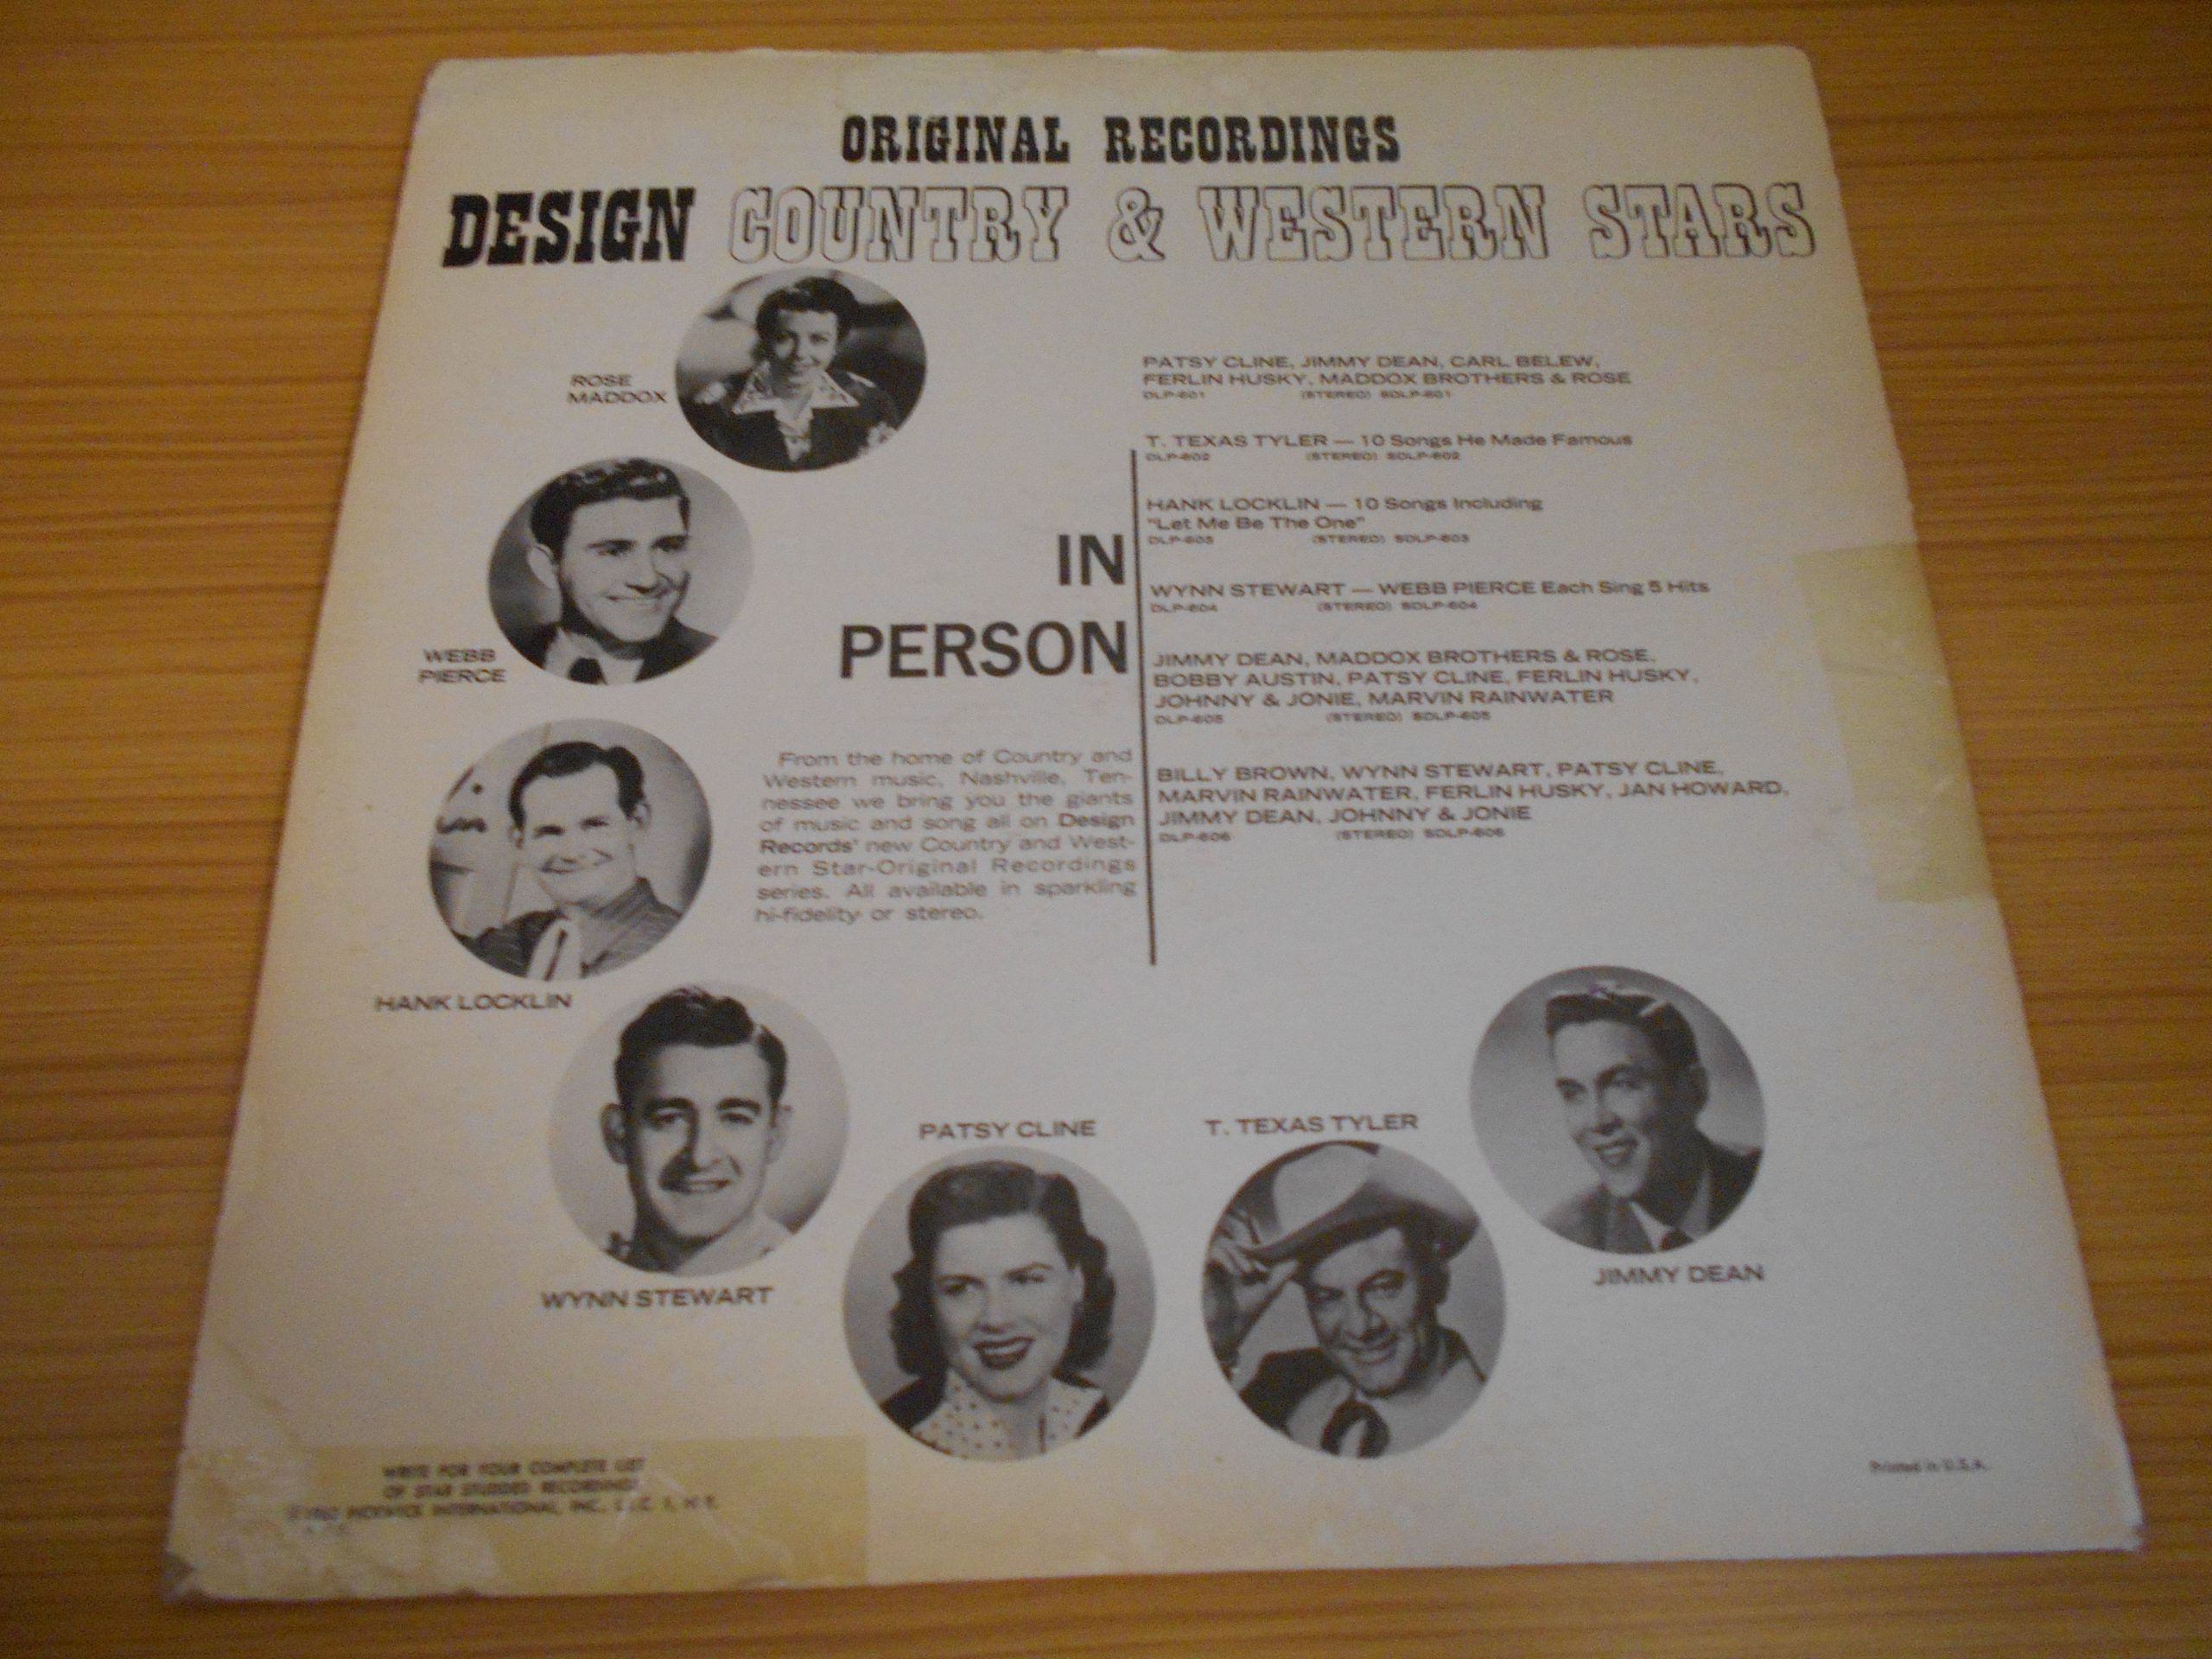 ORIGINAL RECORDINGS
DESIGN COUNTRY & WESTERN STARS
ROSE
MADDOX
WEBB
PIERCE
HANK LOCKLIN
WYNN STEWART
PATSY CLINE
T. TEXAS TYLER
JIMMY DEAN
IN
PERSON
From the home of Country and
Western music, Nashville, Ten-
nessee we bring you the giants
of music and song all on Design
Records' new Country and West-
ern Star-Original Recordings
series. All available in sparkling
hi-fidelity or stereo.
PATSY CLINE, JIMMY DEAN, CARL BELEW,
FERLIN HUSKY, MADDOX BROTHERS & ROSE
DLP-601 (STEREO) SDLP-601
T. TEXAS TYLER — 10 Songs He Made Famous
DLP-602 (STEREO) SDLP-602
HANK LOCKLIN — 10 Songs Including
"Let Me Be The One"
DLP-603 (STEREO) SDLP-603
WYNN STEWART — WEBB PIERCE Each Sing 5 Hits
DLP-604 (STEREO) SDLP-604
JIMMY DEAN, MADDOX BROTHERS & ROSE,
BOBBY AUSTIN, PATSY CLINE, FERLIN HUSKY,
JOHNNY & JONIE, MARVIN RAINWATER
DLP-605 (STEREO) SDLP-605
BILLY BROWN, WYNN STEWART, PATSY CLINE,
MARVIN RAINWATER, FERLIN HUSKY, JAN HOWARD,
JIMMY DEAN, JOHNNY & JONIE
DLP-606 (STEREO) SDLP-606
WRITE FOR YOUR COMPLETE LIST
OF STAR STUDDED RECORDINGS
PICKWICK INTERNATIONAL, INC.,
Printed in U.S.A.